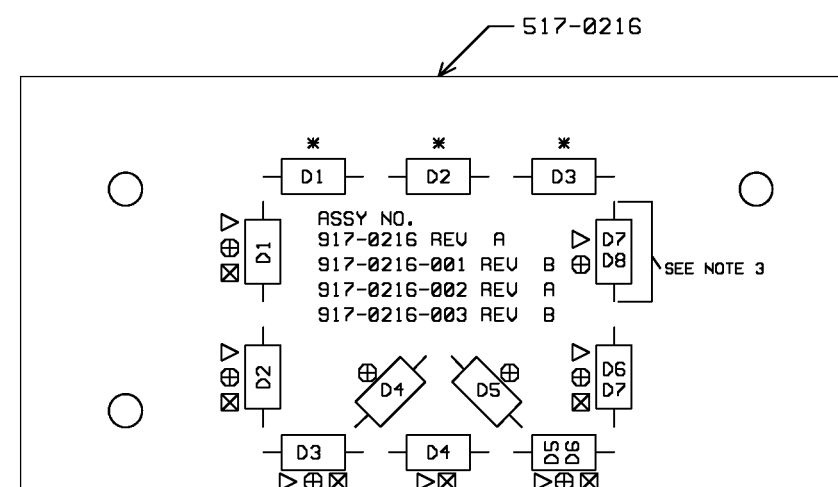 517-0216
* * *
D1 D2 D3
ASSY NO.
917-0216 REV A
917-0216-001 REV B
917-0216-002 REV A
917-0216-003 REV B
D1
D7
D8
SEE NOTE 3
D2
D4
D5
D6
D7
D3
D4
D5
D6